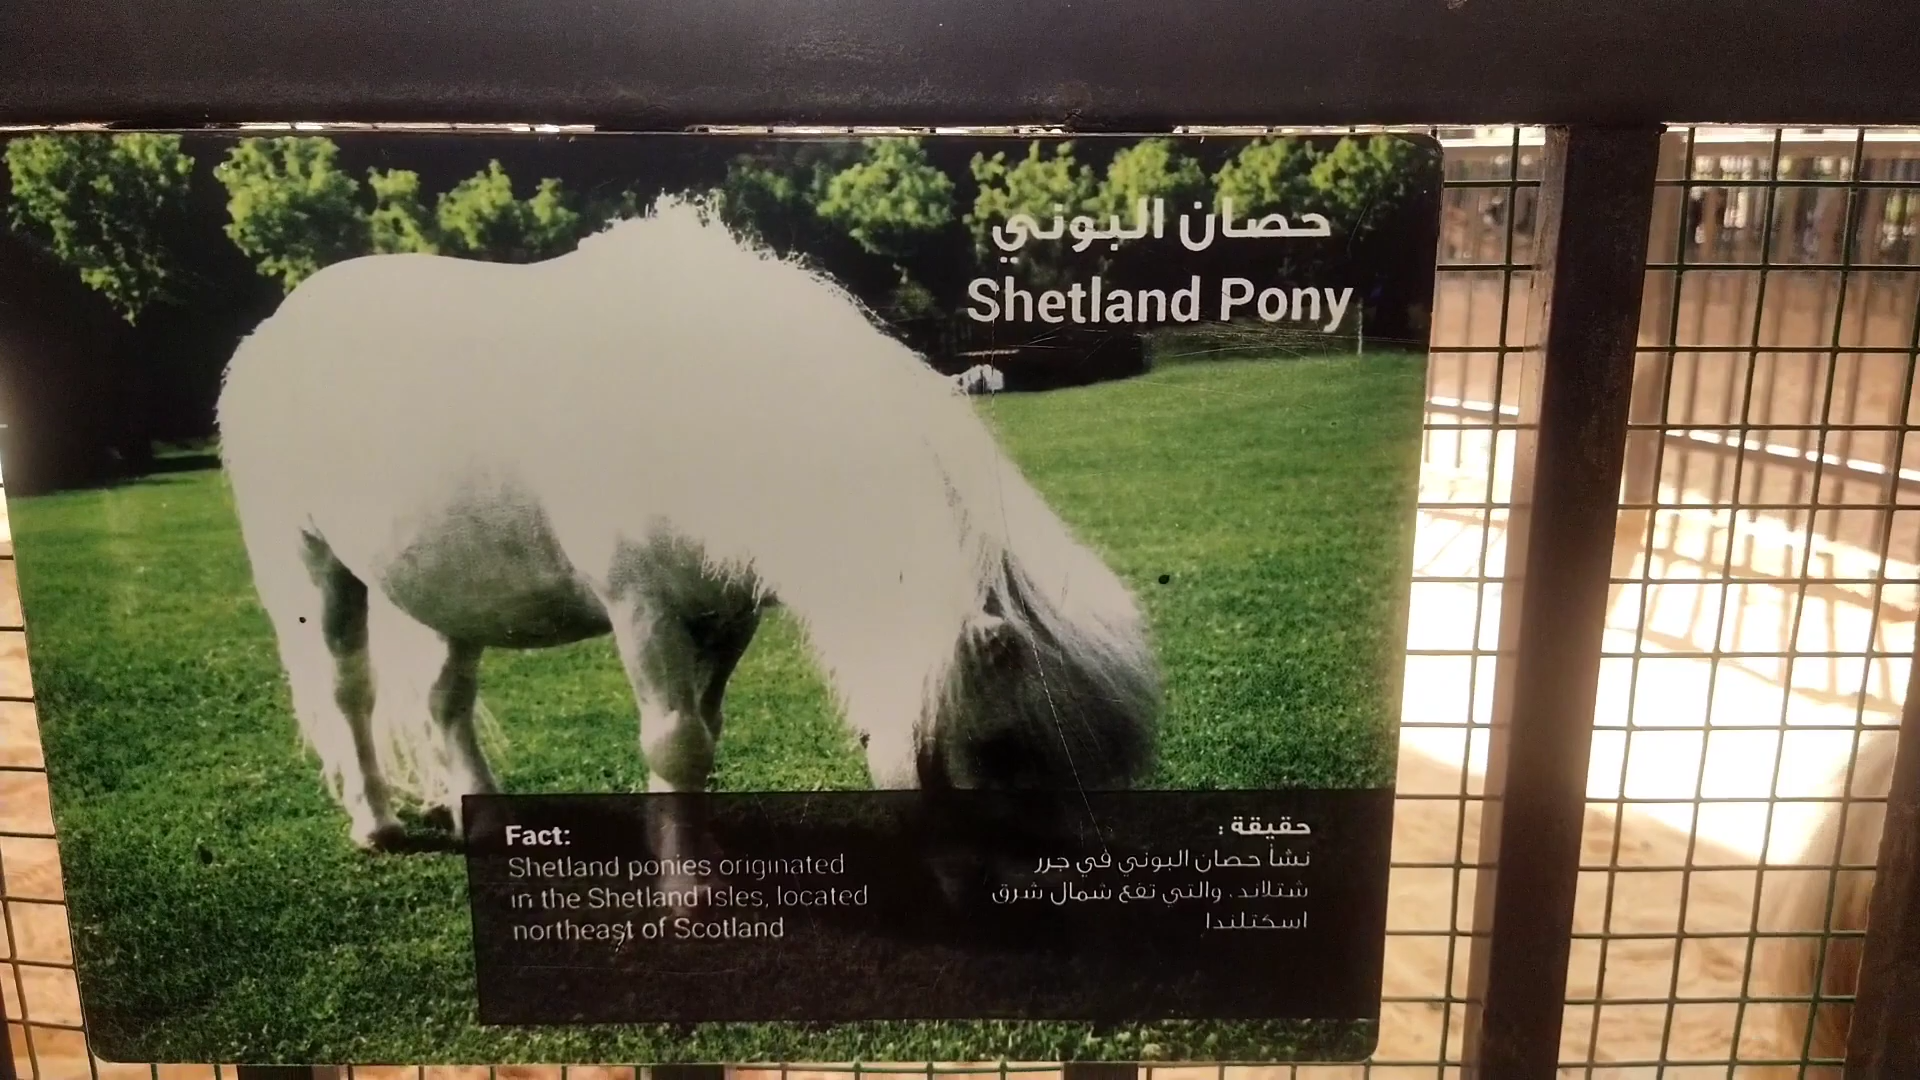 حصان البوني
Shetland Pony
Fact:
Shetland ponies originated
in the Shetland Isles, located
northeast of Scotland
حقيقة :
نشأ حصان البوني في جزر
شتلاند، والتي تقع شمال شرق
اسكتلندا